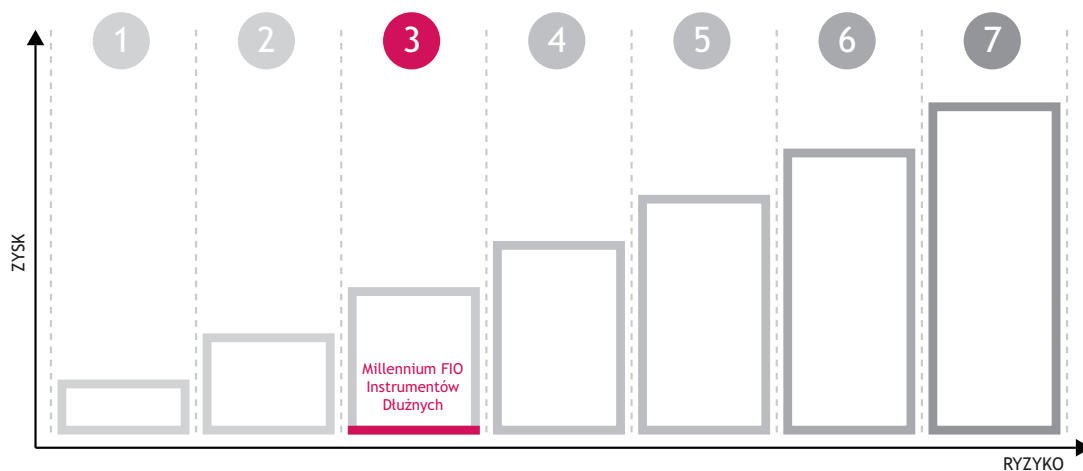 1
2
3
4
5
6
7
ZYSK
Millennium FIO
Instrumentów
Dłużnych
RYZYKO